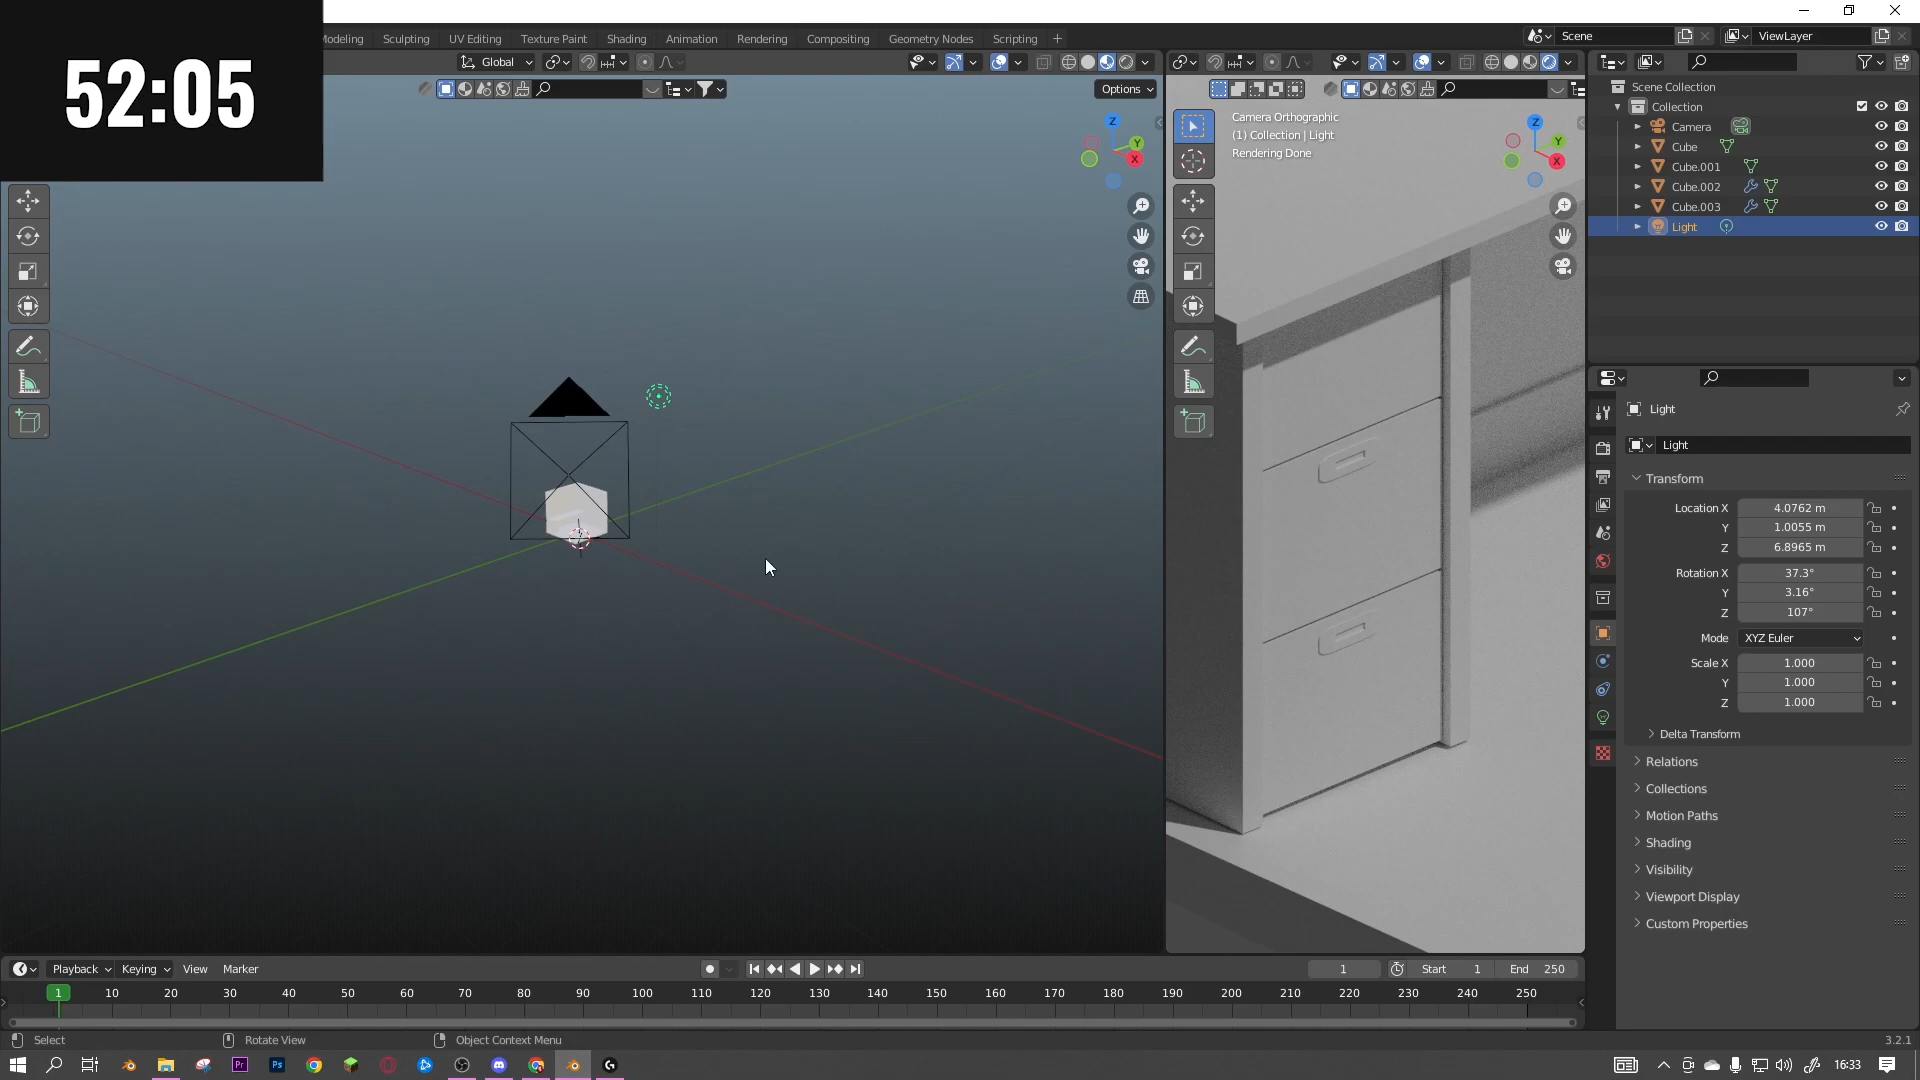 52:05
Modeling Sculpting UV Editing Texture Paint Shading Animation Rendering Compositing Geometry Nodes Scripting +
Scene
ViewLayer
Global
Options
Z
Y
X
Camera Orthographic
(1) Collection | Light
Rendering Done
Z
Y
X
Scene Collection
Collection
Camera
Cube
Cube.001
Cube.002
Cube.003
Light
Light
Light
Transform
Location X 4.0762 m
Y 1.0055 m
Z 6.8965 m
Rotation X 37.3°
Y 3.16°
Z 107°
Mode XYZ Euler
Scale X 1.000
Y 1.000
Z 1.000
Delta Transform
Relations
Collections
Motion Paths
Shading
Visibility
Viewport Display
Custom Properties
Playback Keying View Marker
1 Start 1 End 250
1 10 20 30 40 50 60 70 80 90 100 110 120 130 140 150 160 170 180 190 200 210 220 230 240 250
Select Rotate View Object Context Menu 3.2.1
Pr Ps 16:33